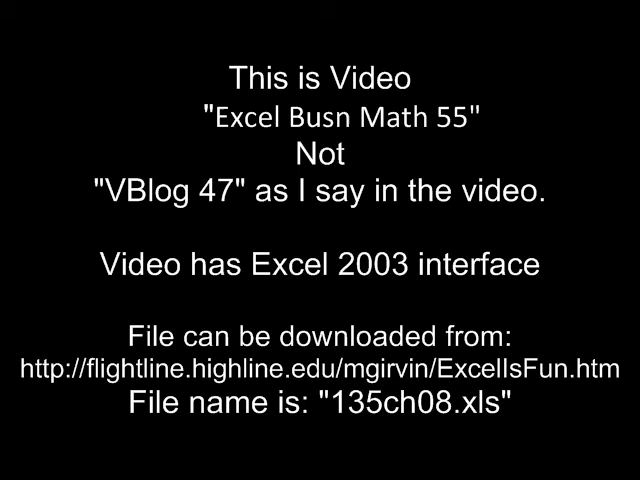 This is Video
"Excel Busn Math 55"
Not
"VBlog 47" as I say in the video.
Video has Excel 2003 interface
File can be downloaded from:
http://flightline.highline.edu/mgirvin/ExcelIsFun.htm
File name is: "135ch08.xls"